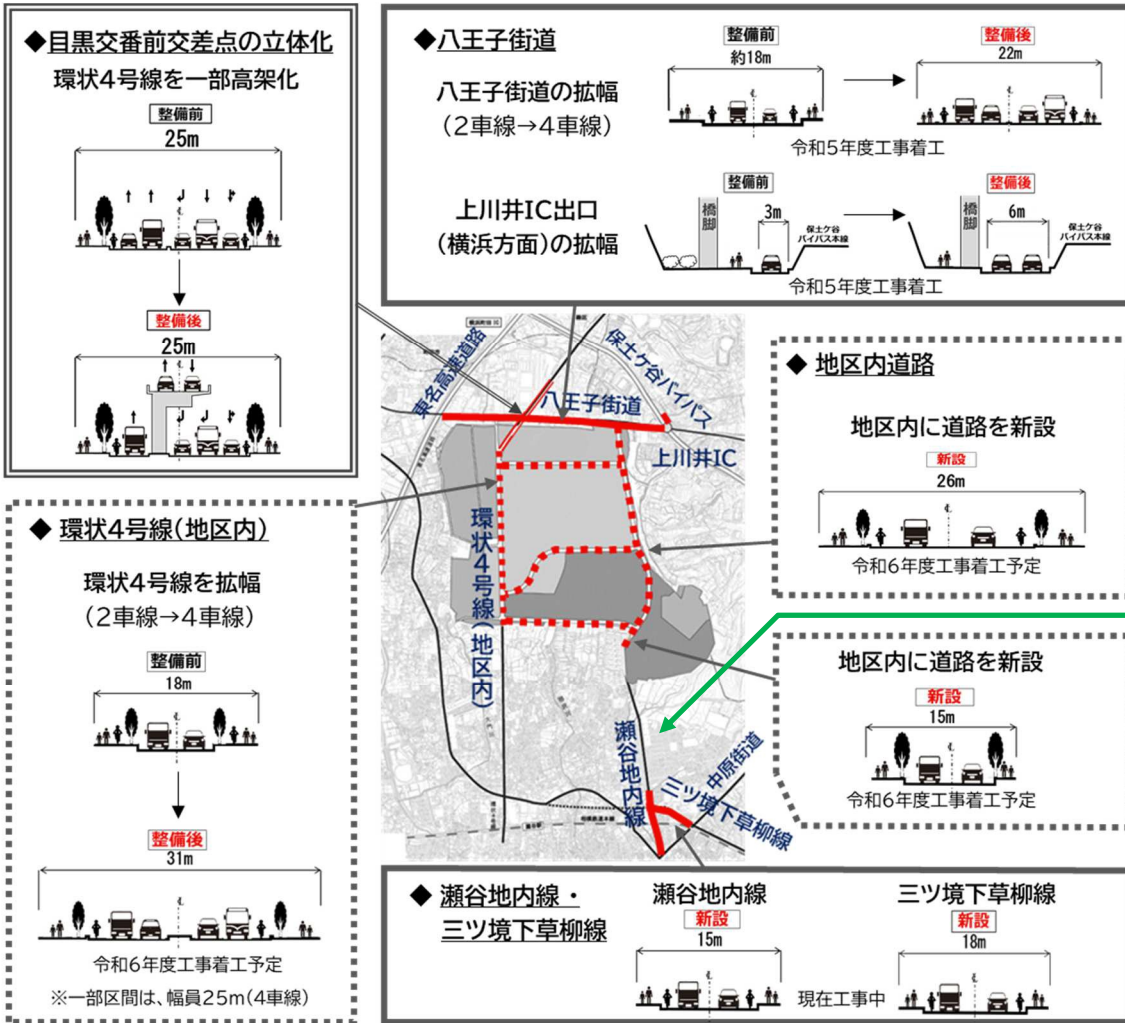 ◆目黒交番前交差点の立体化
環状4号線を一部高架化
整備前
25m
整備後
25m
◆八王子街道
八王子街道の拡幅
(2車線→4車線)
整備前
約18m
整備後
22m
令和5年度工事着工
上川井IC出口
(横浜方面)の拡幅
整備前
橋脚
3m
保土ケ谷
バイパス本線
整備後
橋脚
6m
保土ケ谷
バイパス本線
令和5年度工事着工
東名高速道路
保土ケ谷バイパス
八王子街道
上川井IC
環状4号線(地区内)
瀬谷地内線
中原街道
三ツ境下草柳線
◆ 地区内道路
地区内に道路を新設
新設
26m
令和6年度工事着工予定
地区内に道路を新設
新設
15m
令和6年度工事着工予定
◆ 環状4号線(地区内)
環状4号線を拡幅
(2車線→4車線)
整備前
18m
整備後
31m
令和6年度工事着工予定
※一部区間は、幅員25m(4車線)
◆ 瀬谷地内線・
三ツ境下草柳線
瀬谷地内線
新設
15m
現在工事中
三ツ境下草柳線
新設
18m